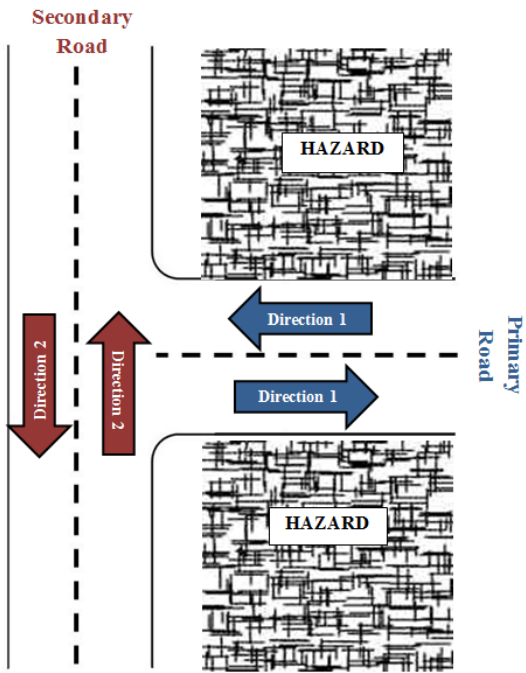 Secondary
Road
HAZARD
Direction 1
Direction 2
Direction 2
Direction 1
Primary
Road
HAZARD